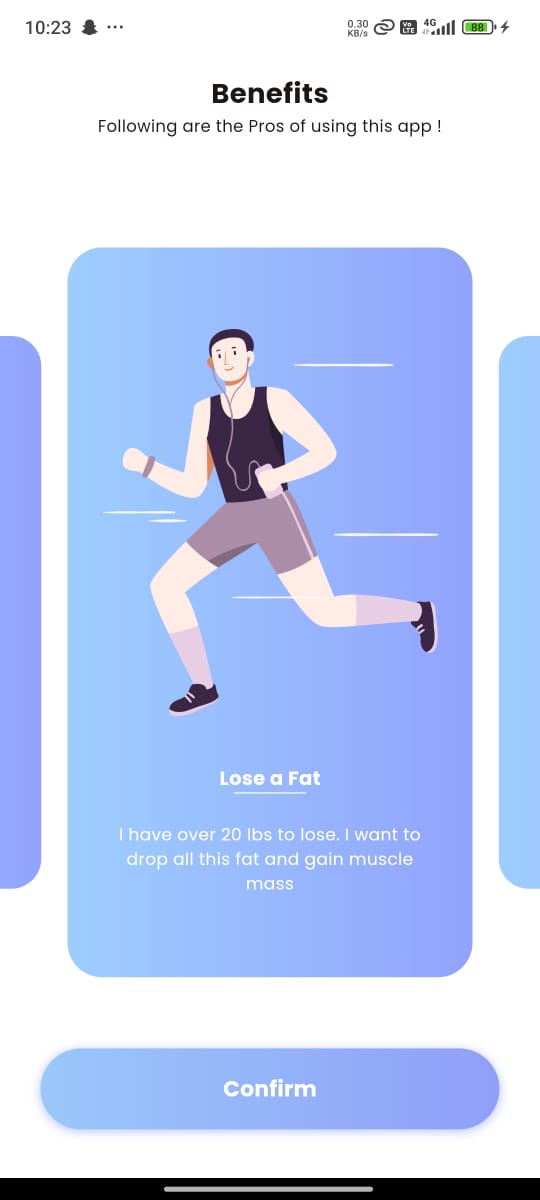 10:23 ...
0.30
KB/s
Vo
LTE
4G
88
Benefits
Following are the Pros of using this app !
Lose a Fat
I have over 20 lbs to lose. I want to
drop all this fat and gain muscle
mass
Confirm